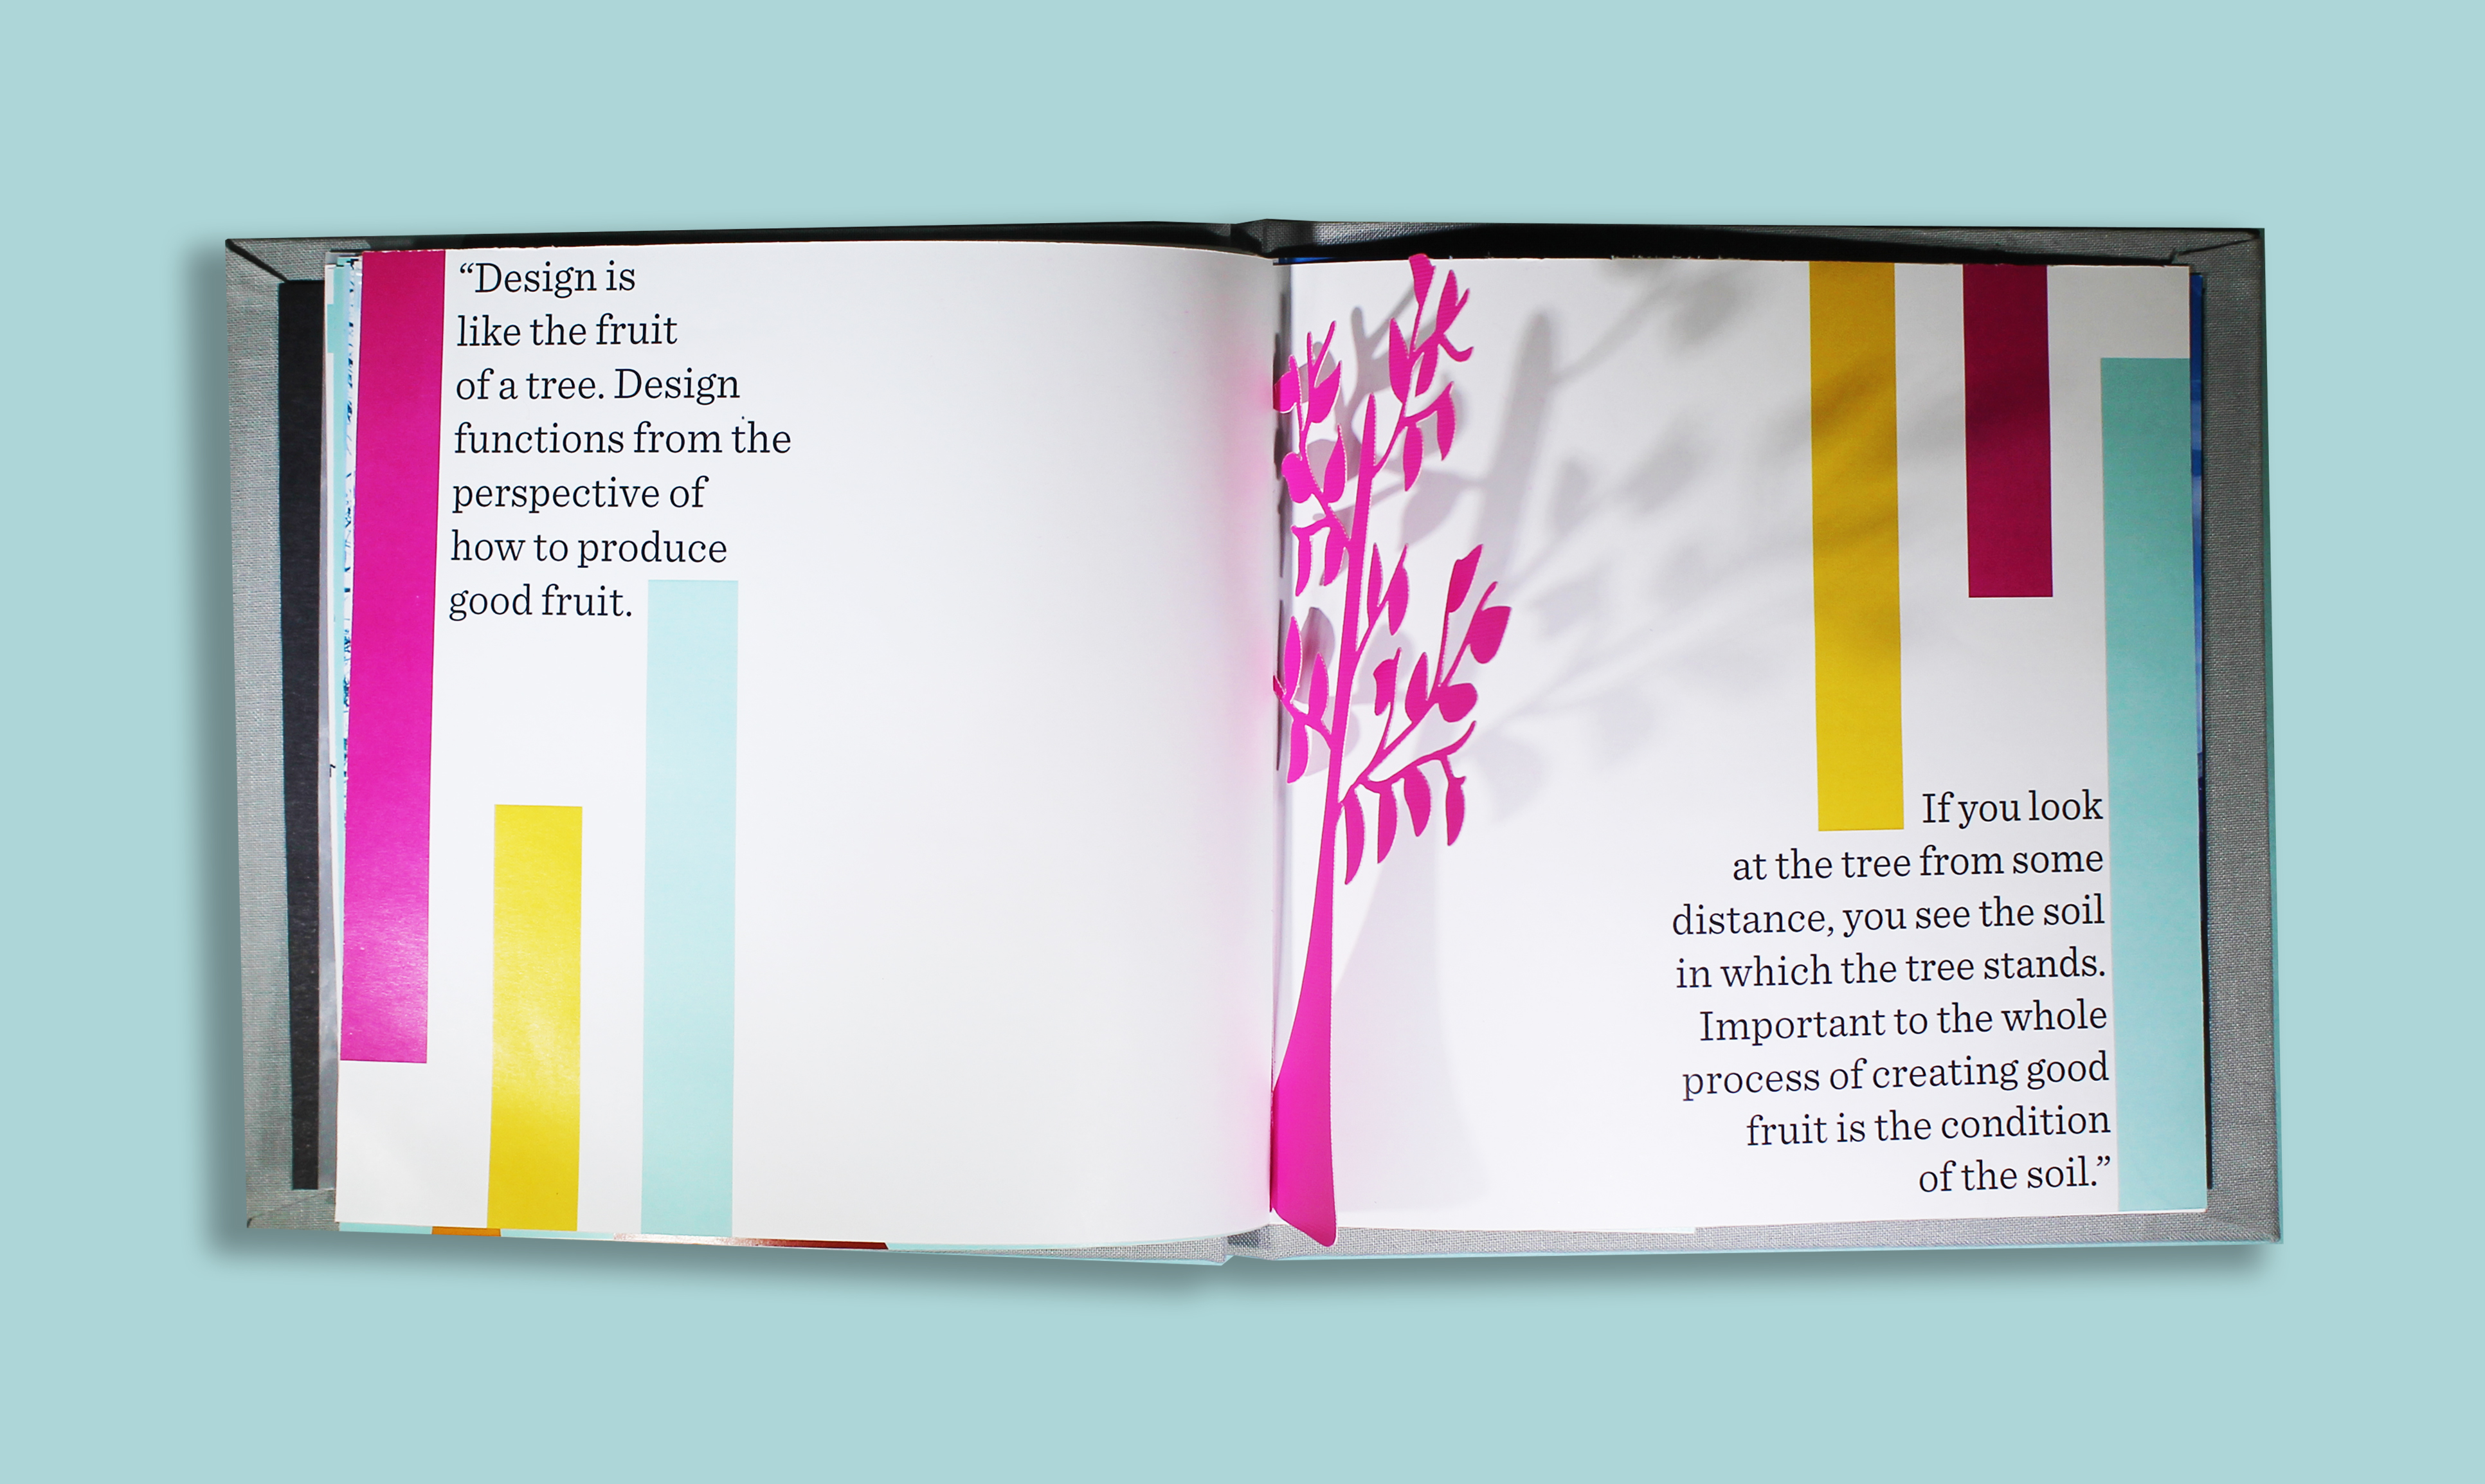 “Design is
like the fruit
of a tree. Design
functions from the
perspective of
how to produce
good fruit.
If you look
at the tree from some
distance, you see the soil
in which the tree stands.
Important to the whole
process of creating good
fruit is the condition
of the soil.”